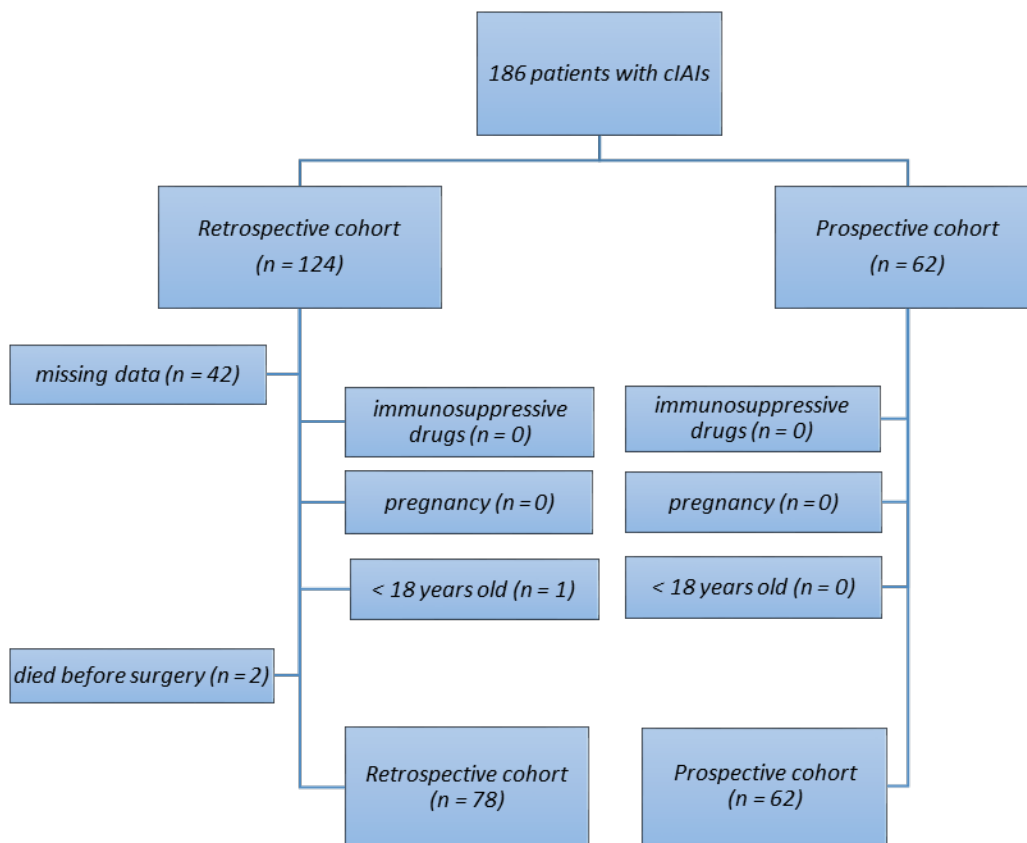 186 patients with cIAIs
Retrospective cohort
(n = 124)
Prospective cohort
(n = 62)
missing data (n = 42)
immunosuppressive
drugs (n = 0)
immunosuppressive
drugs (n = 0)
pregnancy (n = 0)
pregnancy (n = 0)
< 18 years old (n = 1)
< 18 years old (n = 0)
died before surgery (n = 2)
Retrospective cohort
(n = 78)
Prospective cohort
(n = 62)